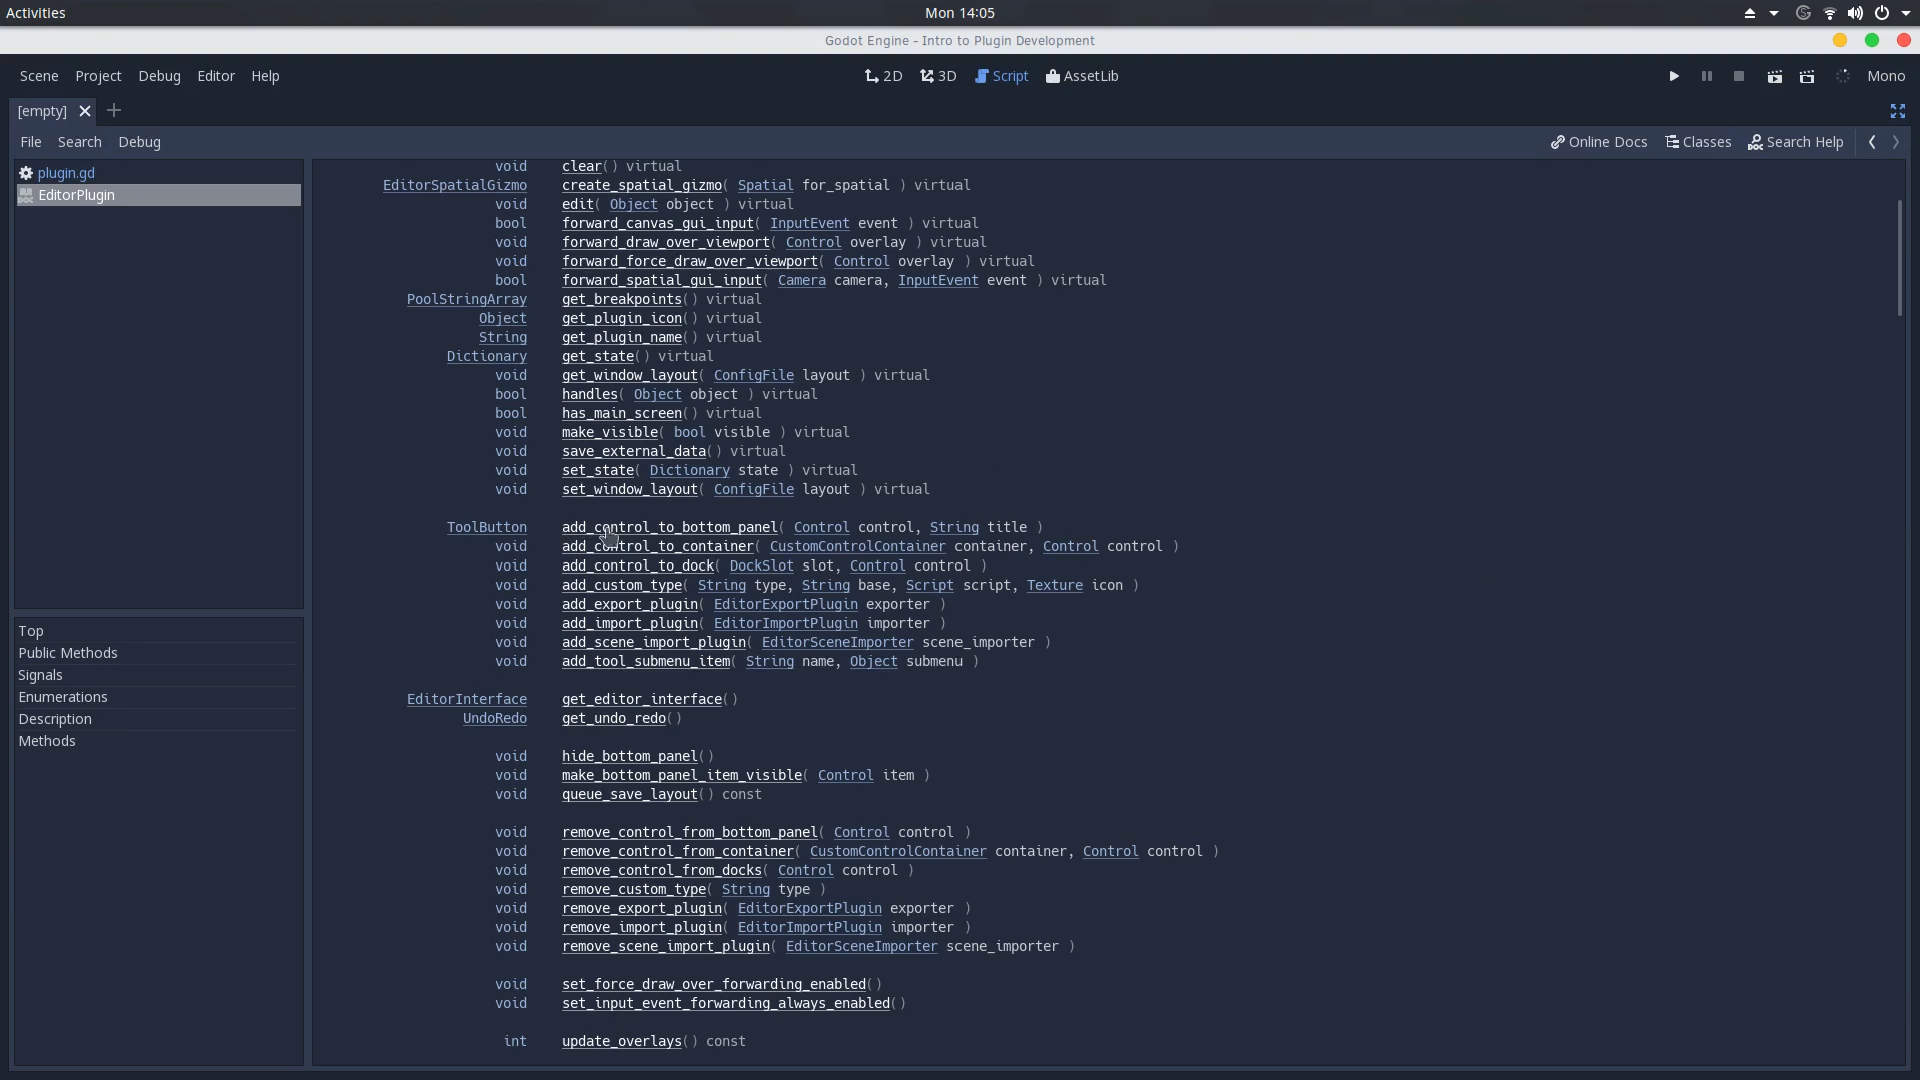 Activities Mon 14:05
Godot Engine - Intro to Plugin Development
Scene Project Debug Editor Help 2D 3D Script AssetLib Mono
[empty]
File Search Debug Online Docs Classes Search Help
plugin.gd
EditorPlugin
Top
Public Methods
Signals
Enumerations
Description
Methods
void clear() virtual
EditorSpatialGizmo create_spatial_gizmo( Spatial for_spatial ) virtual
void edit( Object object ) virtual
bool forward_canvas_gui_input( InputEvent event ) virtual
void forward_draw_over_viewport( Control overlay ) virtual
void forward_force_draw_over_viewport( Control overlay ) virtual
bool forward_spatial_gui_input( Camera camera, InputEvent event ) virtual
PoolStringArray get_breakpoints() virtual
Object get_plugin_icon() virtual
String get_plugin_name() virtual
Dictionary get_state() virtual
void get_window_layout( ConfigFile layout ) virtual
bool handles( Object object ) virtual
bool has_main_screen() virtual
void make_visible( bool visible ) virtual
void save_external_data() virtual
void set_state( Dictionary state ) virtual
void set_window_layout( ConfigFile layout ) virtual
ToolButton add_control_to_bottom_panel( Control control, String title )
void add_control_to_container( CustomControlContainer container, Control control )
void add_control_to_dock( DockSlot slot, Control control )
void add_custom_type( String type, String base, Script script, Texture icon )
void add_export_plugin( EditorExportPlugin exporter )
void add_import_plugin( EditorImportPlugin importer )
void add_scene_import_plugin( EditorSceneImporter scene_importer )
void add_tool_submenu_item( String name, Object submenu )
EditorInterface get_editor_interface()
UndoRedo get_undo_redo()
void hide_bottom_panel()
void make_bottom_panel_item_visible( Control item )
void queue_save_layout() const
void remove_control_from_bottom_panel( Control control )
void remove_control_from_container( CustomControlContainer container, Control control )
void remove_control_from_docks( Control control )
void remove_custom_type( String type )
void remove_export_plugin( EditorExportPlugin exporter )
void remove_import_plugin( EditorImportPlugin importer )
void remove_scene_import_plugin( EditorSceneImporter scene_importer )
void set_force_draw_over_forwarding_enabled()
void set_input_event_forwarding_always_enabled()
int update_overlays() const